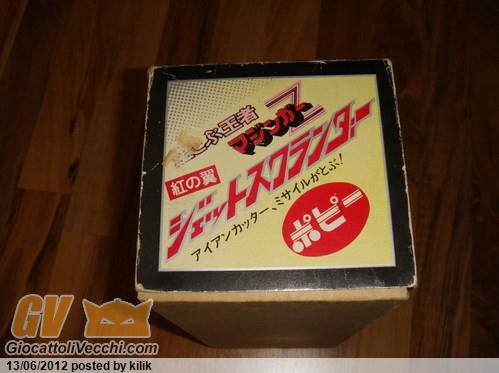 とぶ王者
マジンガーZ
紅の翼
ジェットスクランダー
アイアンカッター、ミサイルがとぶ!
ポピー
GV
GiocattoliVecchi.com
13/06/2012 posted by kilik